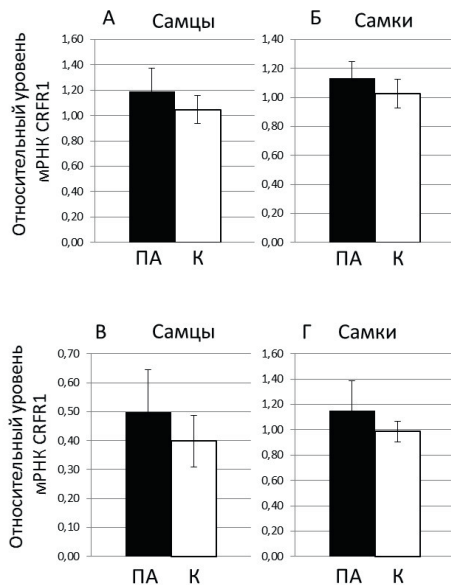 А Самцы
Б Самки
Относительный уровень
мРНК CRFR1
1,60
1,40
1,20
1,00
0,80
0,60
0,40
0,20
0,00
ПА К
1,40
1,20
1,00
0,80
0,60
0,40
0,20
0,00
ПА К
В Самцы
Г Самки
Относительный уровень
мРНК CRFR1
0,70
0,60
0,50
0,40
0,30
0,20
0,10
0,00
ПА К
1,60
1,40
1,20
1,00
0,80
0,60
0,40
0,20
0,00
ПА К